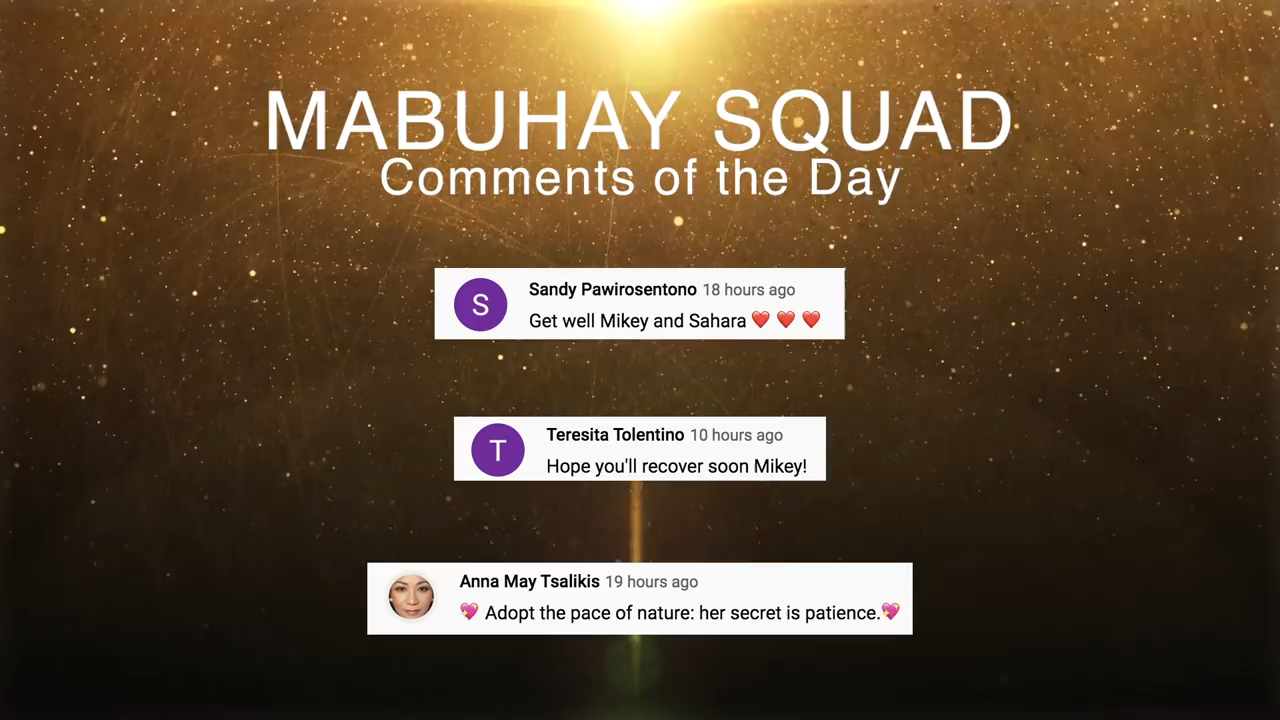 MABUHAY SQUAD
Comments of the Day
S
Sandy Pawirosentono 18 hours ago
Get well Mikey and Sahara ❤️ ❤️ ❤️
T
Teresita Tolentino 10 hours ago
Hope you'll recover soon Mikey!
Anna May Tsalikis 19 hours ago
💖 Adopt the pace of nature: her secret is patience.💖